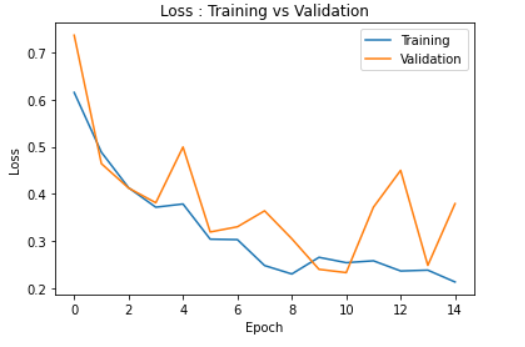 Loss : Training vs Validation
Training
Validation
0.7
0.6
0.5
0.4
0.3
0.2
Loss
0 2 4 6 8 10 12 14
Epoch